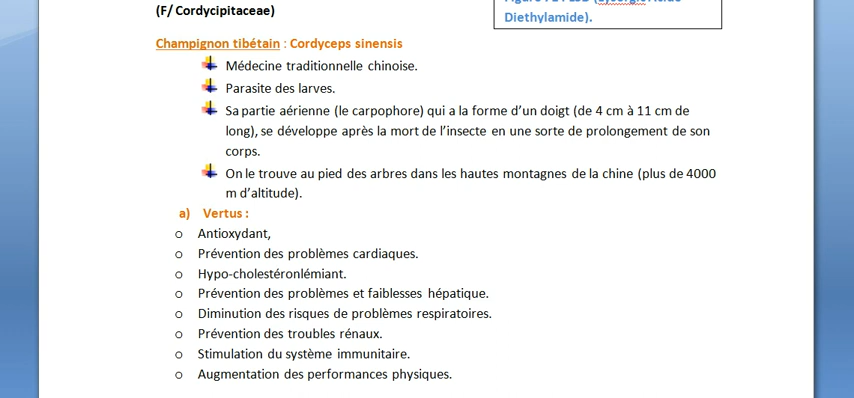 (F/ Cordycipitaceae)
Diethylamide).
Champignon tibétain : Cordyceps sinensis
Médecine traditionnelle chinoise.
Parasite des larves.
Sa partie aérienne (le carpophore) qui a la forme d'un doigt (de 4 cm à 11 cm de
long), se développe après la mort de l'insecte en une sorte de prolongement de son
corps.
On le trouve au pied des arbres dans les hautes montagnes de la chine (plus de 4000
m d'altitude).
a) Vertus :
o Antioxydant,
o Prévention des problèmes cardiaques.
o Hypo-cholestéronlémiant.
o Prévention des problèmes et faiblesses hépatique.
o Diminution des risques de problèmes respiratoires.
o Prévention des troubles rénaux.
o Stimulation du système immunitaire.
o Augmentation des performances physiques.